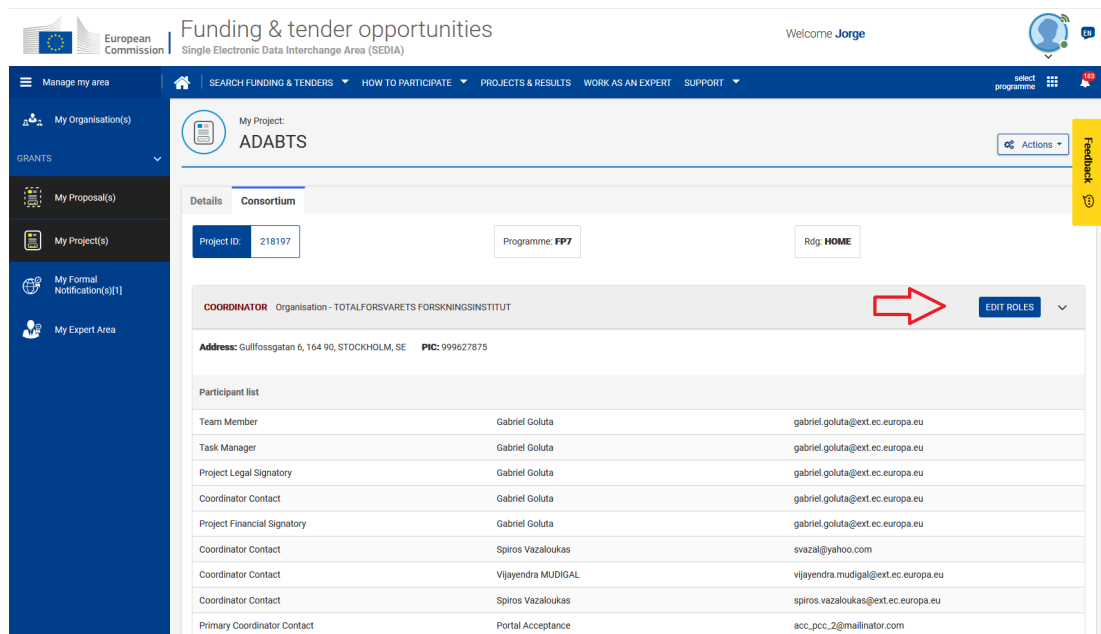 European
Commission
Funding & tender opportunities
Single Electronic Data Interchange Area (SEDIA)
Welcome Jorge
EN
Manage my area
SEARCH FUNDING & TENDERS
HOW TO PARTICIPATE
PROJECTS & RESULTS
WORK AS AN EXPERT
SUPPORT
select
programme
183
My Organisation(s)
GRANTS
My Proposal(s)
My Project(s)
My Formal
Notification(s)[1]
My Expert Area
My Project:
ADABTS
Actions
Feedback
Details
Consortium
Project ID: 218197
Programme: FP7
Rdg: HOME
COORDINATOR Organisation - TOTALFORSVARETS FORSKNINGSINSTITUT
EDIT ROLES
Address: Gullfossgatan 6, 164 90, STOCKHOLM, SE PIC: 999627875
Participant list
Team Member Gabriel Goluta gabriel.goluta@ext.ec.europa.eu
Task Manager Gabriel Goluta gabriel.goluta@ext.ec.europa.eu
Project Legal Signatory Gabriel Goluta gabriel.goluta@ext.ec.europa.eu
Coordinator Contact Gabriel Goluta gabriel.goluta@ext.ec.europa.eu
Project Financial Signatory Gabriel Goluta gabriel.goluta@ext.ec.europa.eu
Coordinator Contact Spiros Vazaloukas svazal@yahoo.com
Coordinator Contact Vijayendra MUDIGAL vijayendra.mudigal@ext.ec.europa.eu
Coordinator Contact Spiros Vazaloukas spiros.vazaloukas@ext.ec.europa.eu
Primary Coordinator Contact Portal Acceptance acc_pcc_2@mailinator.com